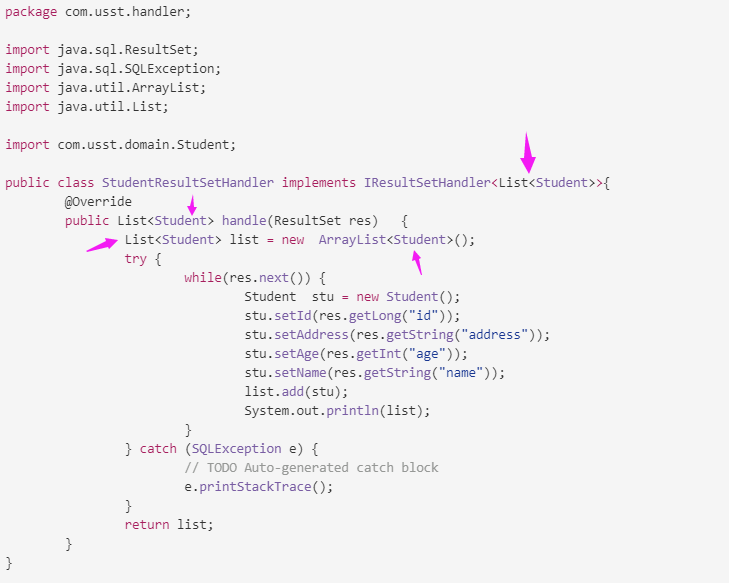 package com.usst.handler;
import java.sql.ResultSet;
import java.sql.SQLException;
import java.util.ArrayList;
import java.util.List;
import com.usst.domain.Student;
public class StudentResultSetHandler implements IResultSetHandler<List<Student>>{
@Override
public List<Student> handle(ResultSet res)   {
List<Student> list = new  ArrayList<Student>();
try {
while(res.next()) {
Student  stu = new Student();
stu.setId(res.getLong("id"));
stu.setAddress(res.getString("address"));
stu.setAge(res.getInt("age"));
stu.setName(res.getString("name"));
list.add(stu);
System.out.println(list);
}
} catch (SQLException e) {
// TODO Auto-generated catch block
e.printStackTrace();
}
return list;
}
}